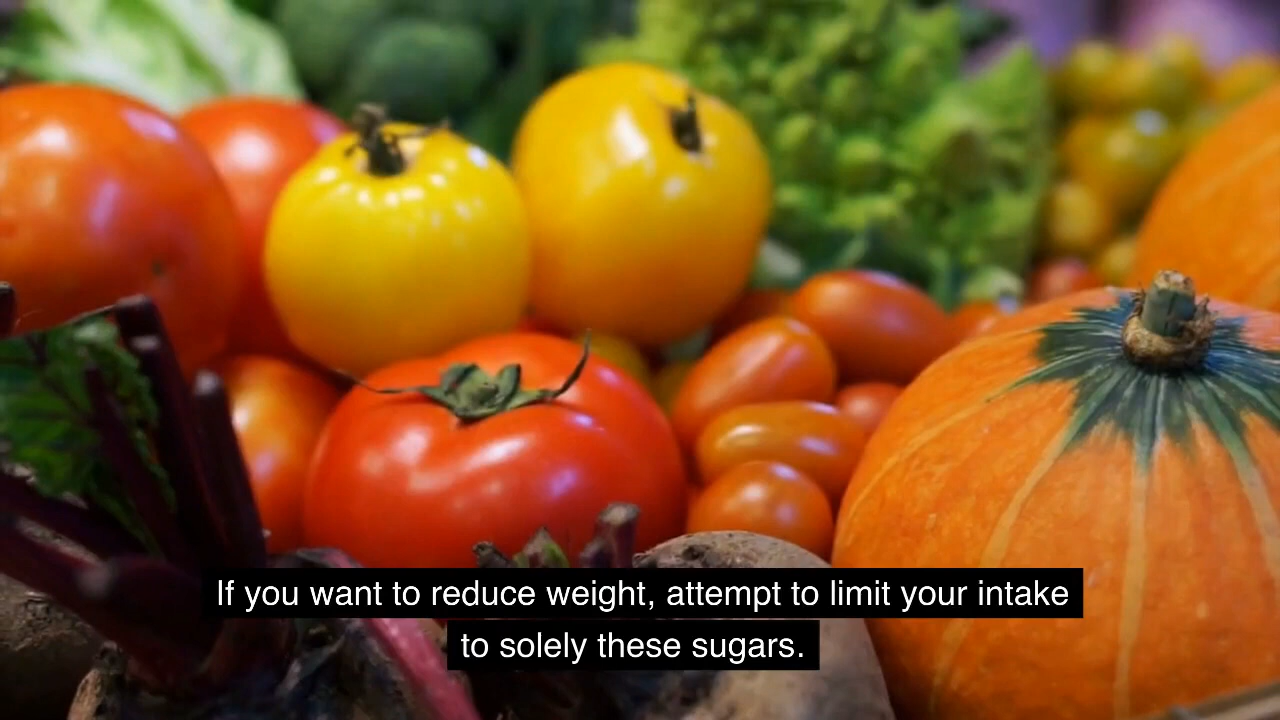 If you want to reduce weight, attempt to limit your intake
to solely these sugars.